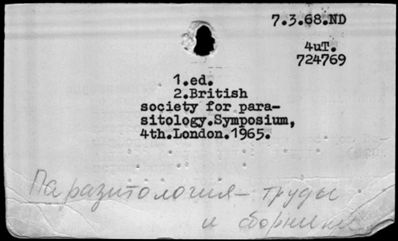 7.3.68.ND
4uT.
724769
1.ed.
2.British
society for para-
sitology.Symposium,
4th.London.1965.
Паразитология - труды
и сборники